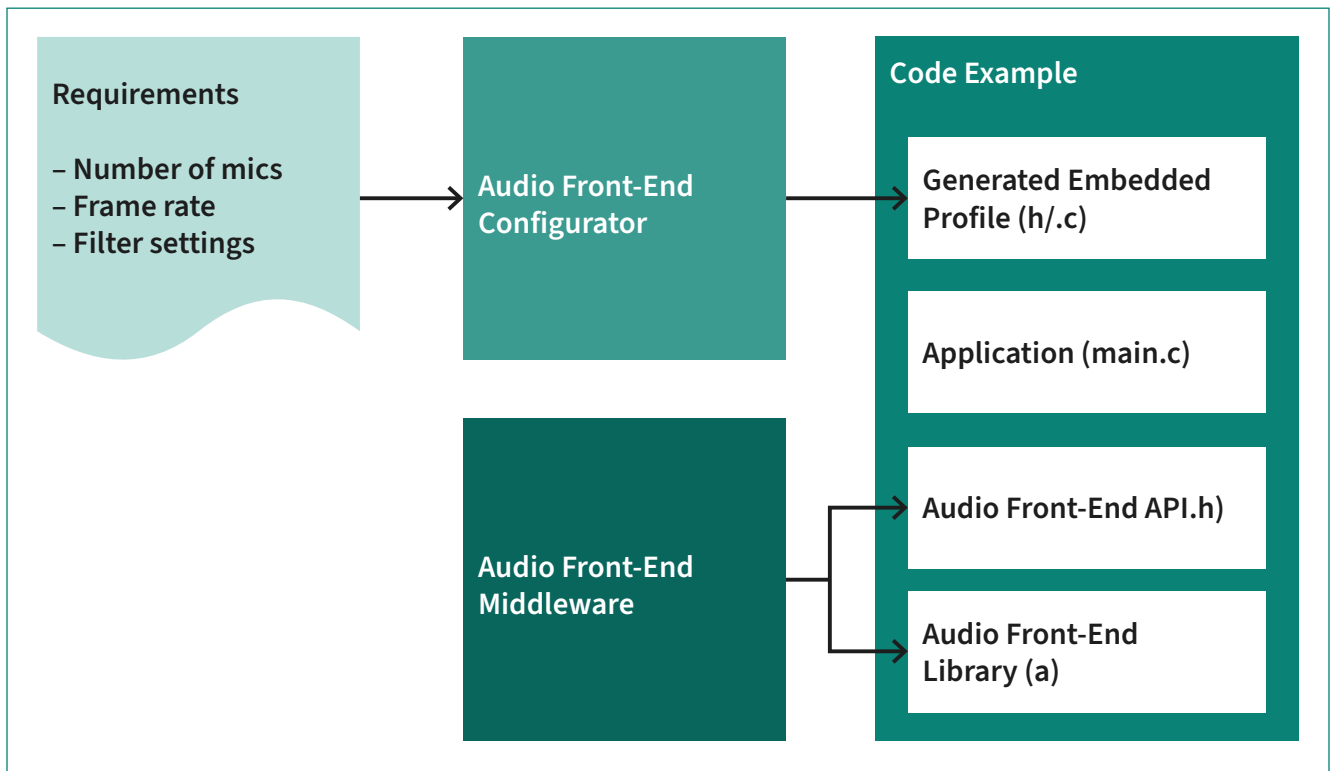 Requirements
– Number of mics
– Frame rate
– Filter settings
Audio Front-End
Configurator
Audio Front-End
Middleware
Code Example
Generated Embedded
Profile (h/.c)
Application (main.c)
Audio Front-End API.h)
Audio Front-End
Library (a)